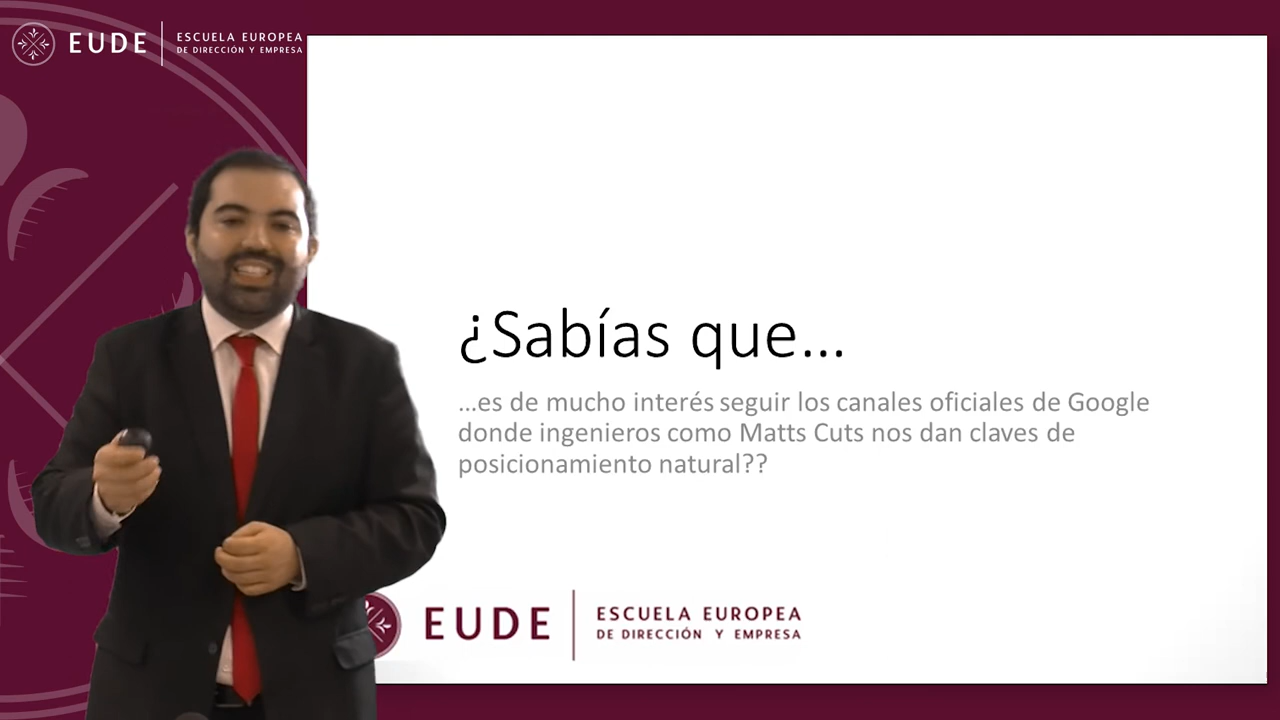 EUDE
ESCUELA EUROPEA
DE DIRECCIÓN Y EMPRESA
¿Sabías que...
...es de mucho interés seguir los canales oficiales de Google
donde ingenieros como Matts Cuts nos dan claves de
posicionamiento natural??
EUDE
ESCUELA EUROPEA
DE DIRECCIÓN Y EMPRESA